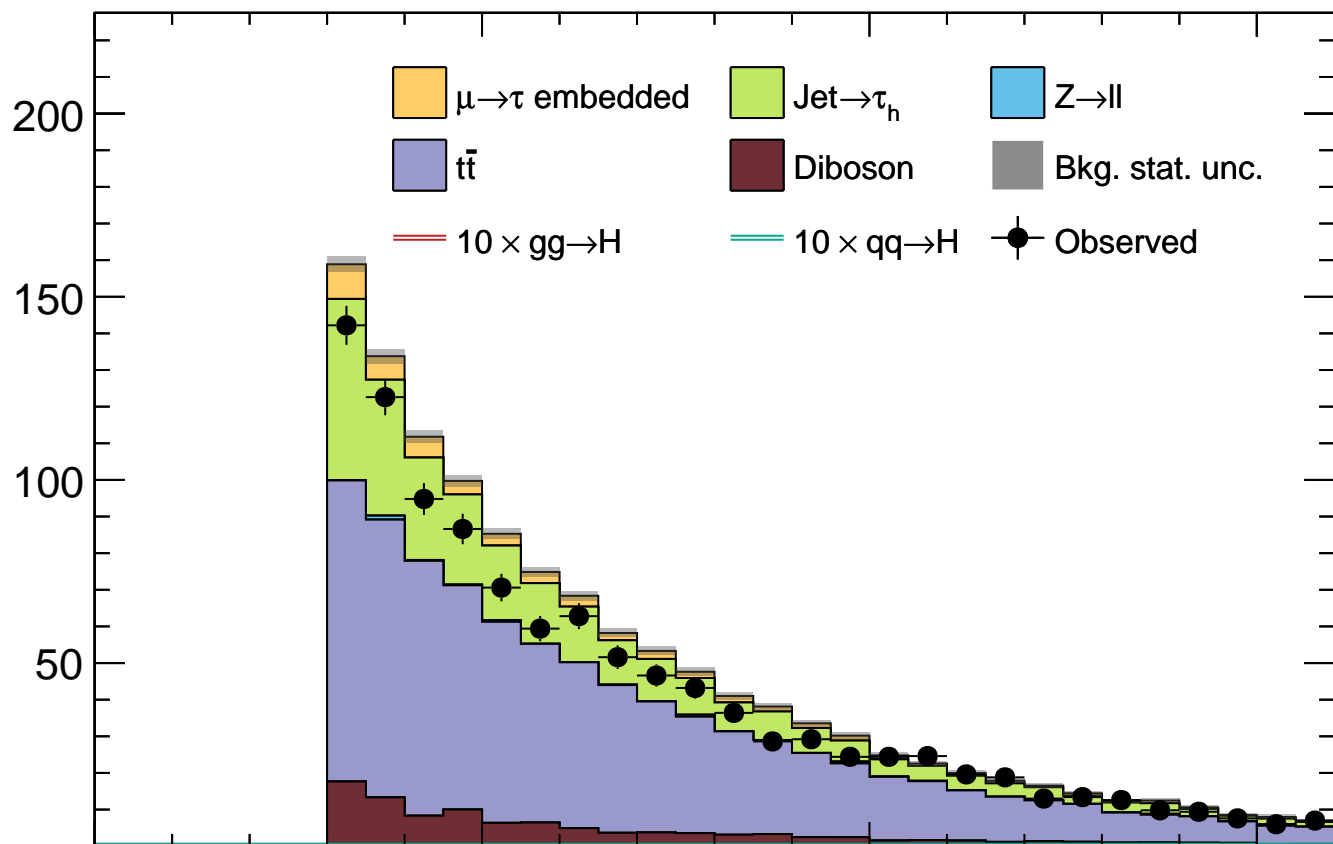 μ→τ embedded Jet→τh Z→ll
200
tt̄ Diboson Bkg. stat. unc.
10 × gg→H 10 × qq→H Observed
150
100
50